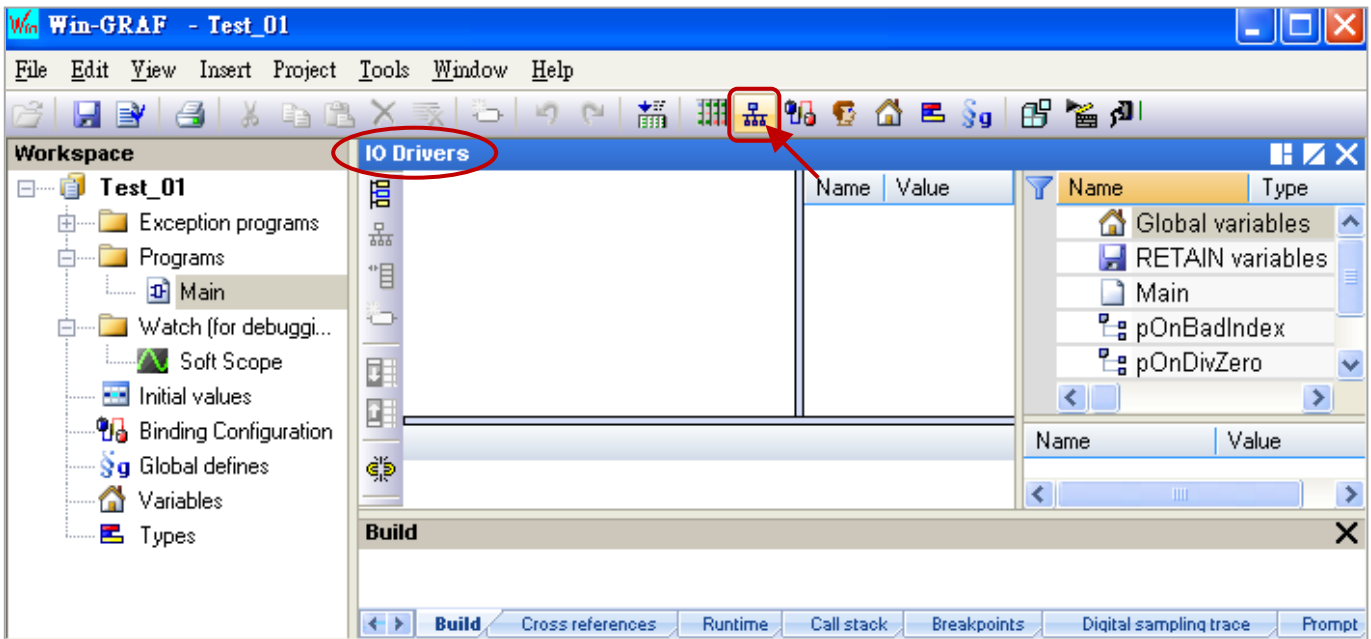 Win Win-GRAF - Test_01
File Edit View Insert Project Tools Window Help
§g
Workspace
Test_01
Exception programs
Programs
Main
Watch (for debuggi...
Soft Scope
Initial values
Binding Configuration
§g Global defines
Variables
Types
IO Drivers
Name Value
Name Type
Global variables
RETAIN variables
Main
pOnBadIndex
pOnDivZero
Name Value
Build
Build Cross references Runtime Call stack Breakpoints Digital sampling trace Prompt